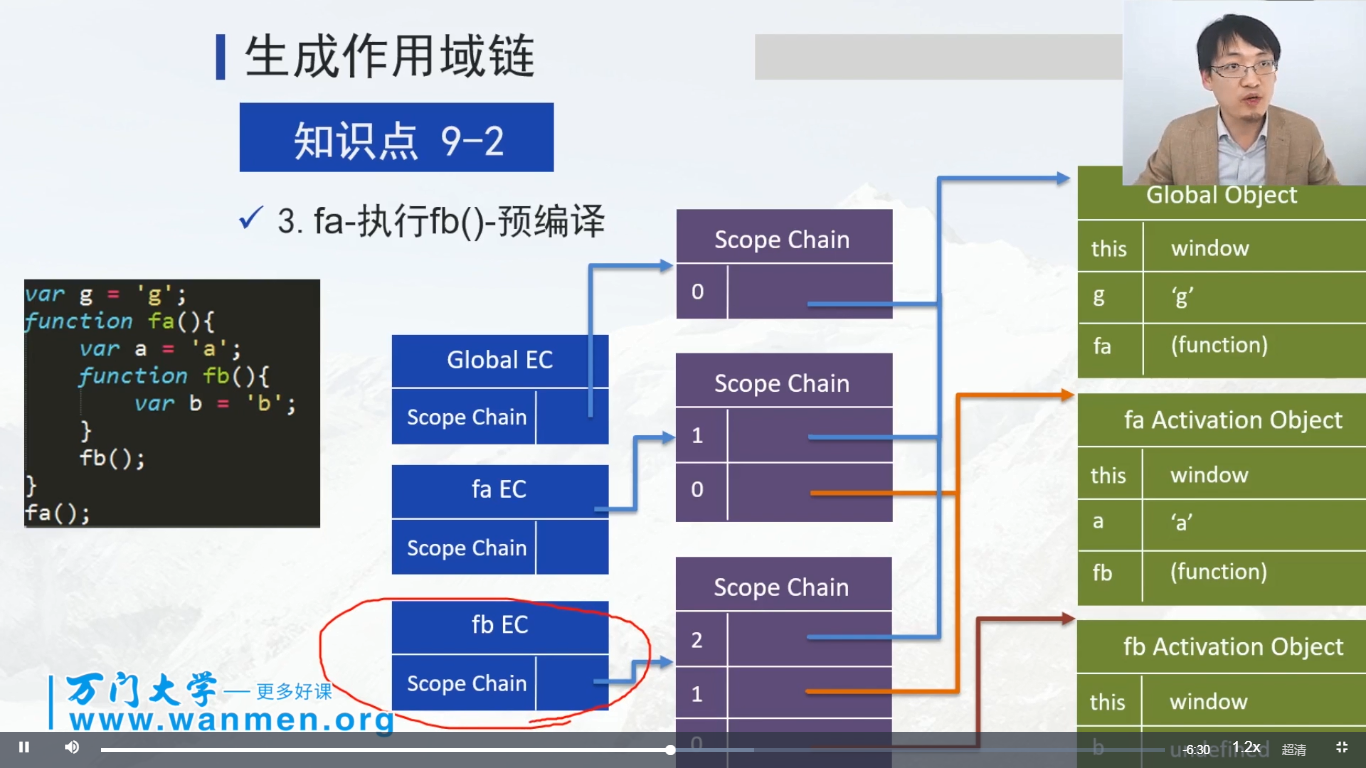 生成作用域链
知识点 9-2
✓ 3. fa-执行fb()-预编译
var g = 'g';
function fa(){
var a = 'a';
function fb(){
var b = 'b';
}
fb();
}
fa();
Global EC
Scope Chain
fa EC
Scope Chain
fb EC
Scope Chain
Scope Chain
0
Scope Chain
1
0
Scope Chain
2
1
0
Global Object
this window
g ‘g’
fa (function)
fa Activation Object
this window
a ‘a’
fb (function)
fb Activation Object
this window
b undefined
万门大学 — 更多好课
www.wanmen.org
-6:30 1.2x 超清